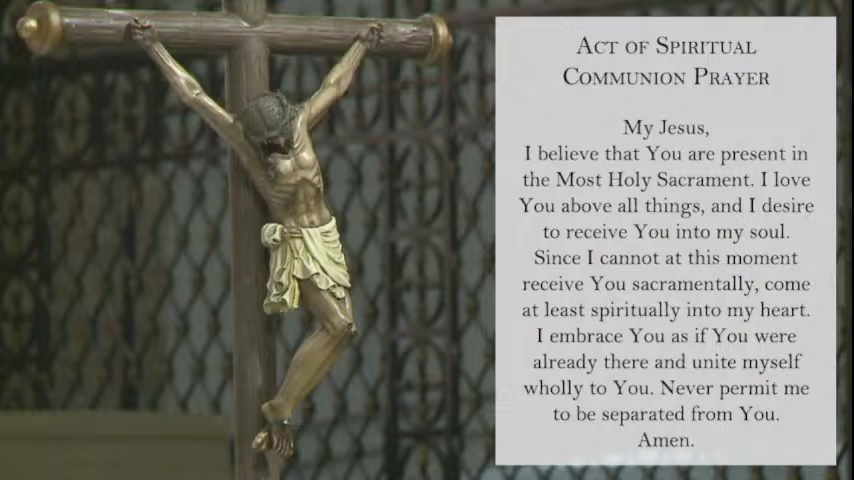 ACT OF SPIRITUAL
COMMUNION PRAYER
My Jesus,
I believe that You are present in
the Most Holy Sacrament. I love
You above all things, and I desire
to receive You into my soul.
Since I cannot at this moment
receive You sacramentally, come
at least spiritually into my heart.
I embrace You as if You were
already there and unite myself
wholly to You. Never permit me
to be separated from You.
Amen.